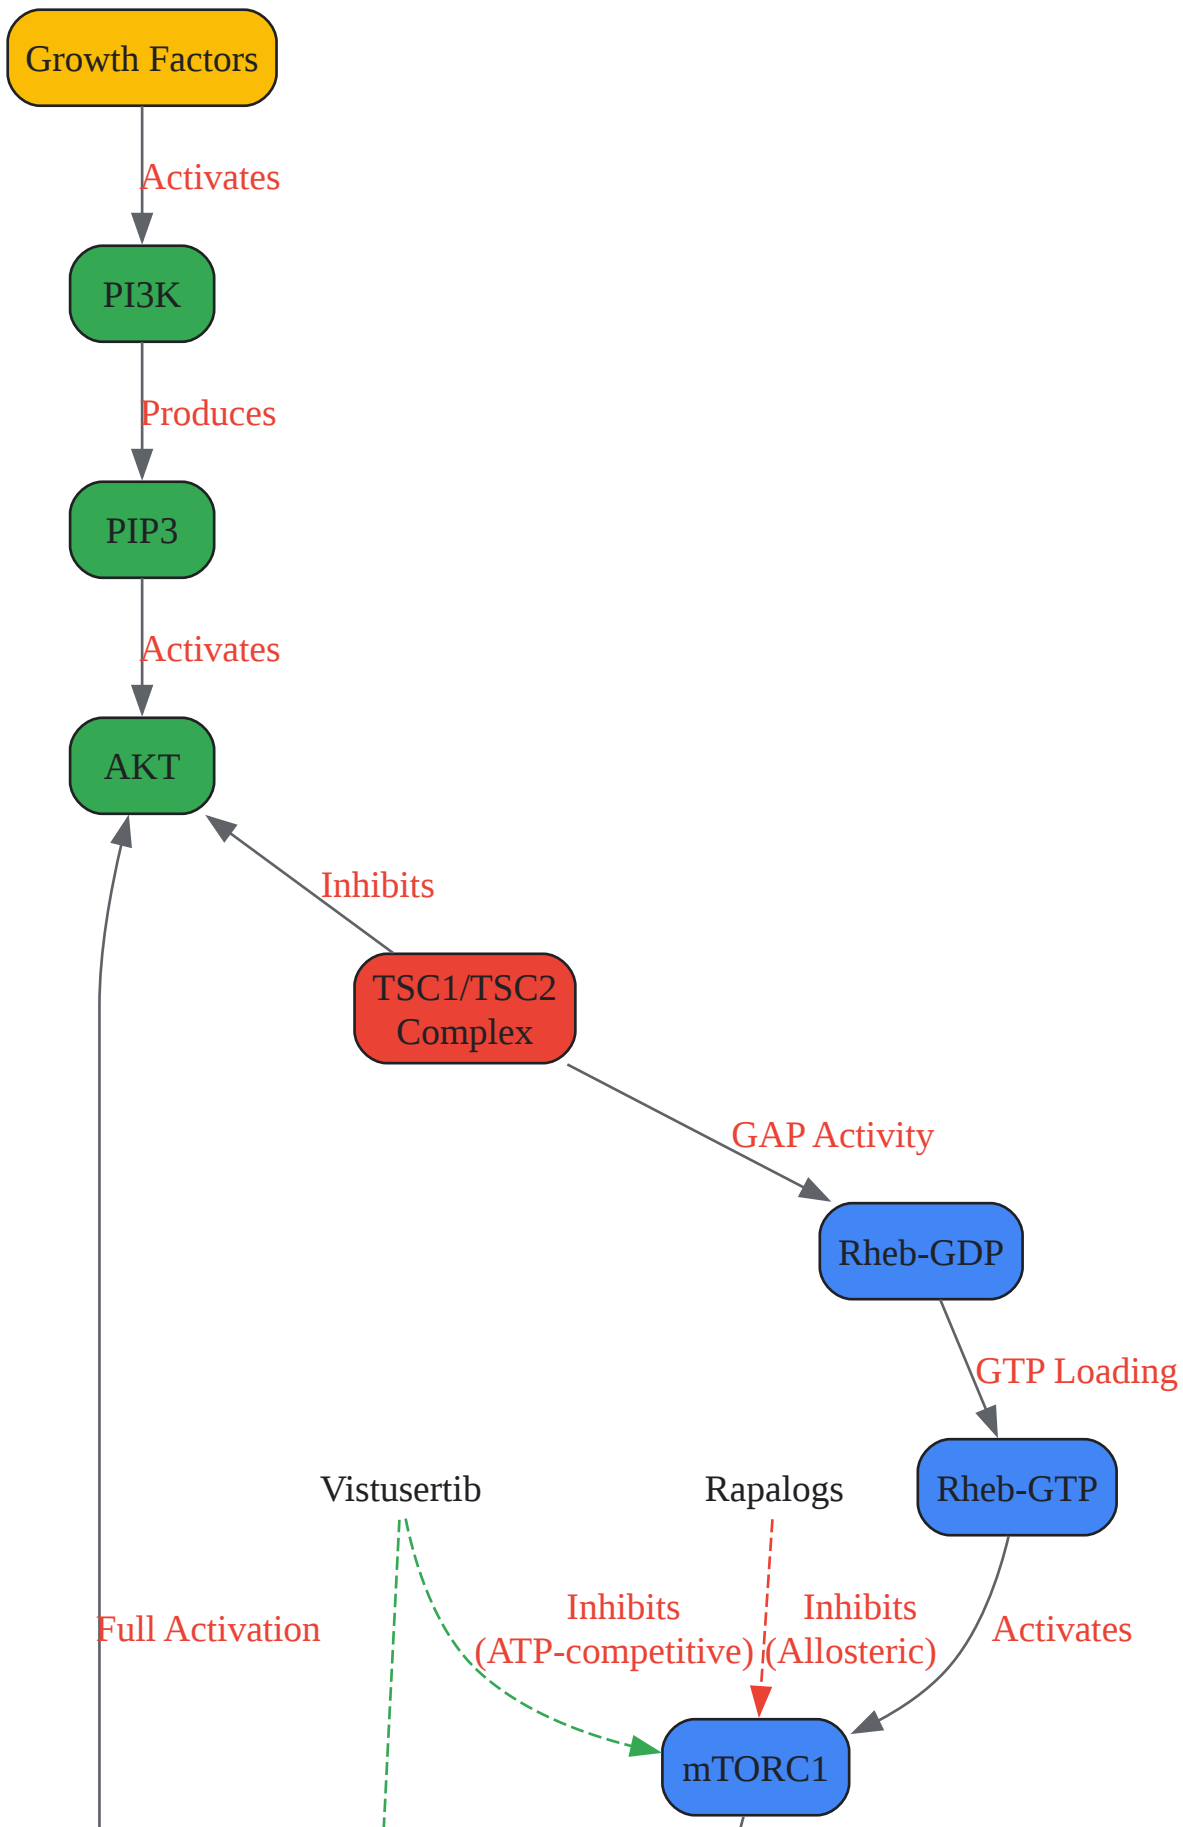 Growth Factors
Activates
PI3K
Produces
PIP3
Activates
AKT
Inhibits
TSC1/TSC2
Complex
GAP Activity
Rheb-GDP
GTP Loading
Vistusertib
Rapalogs
Rheb-GTP
Full Activation
Inhibits
(ATP-competitive)
Inhibits
(Allosteric)
Activates
mTORC1